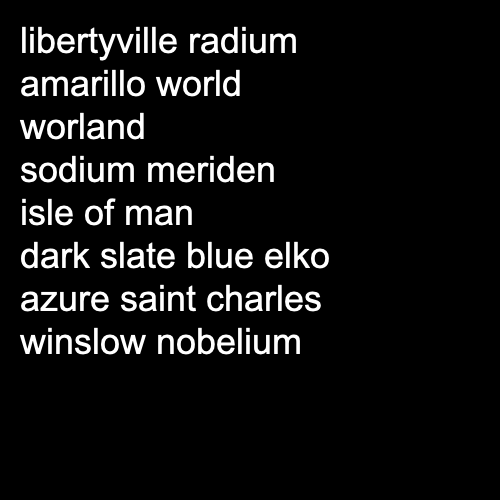 libertyville radium
amarillo world
worland
sodium meriden
isle of man
dark slate blue elko
azure saint charles
winslow nobelium